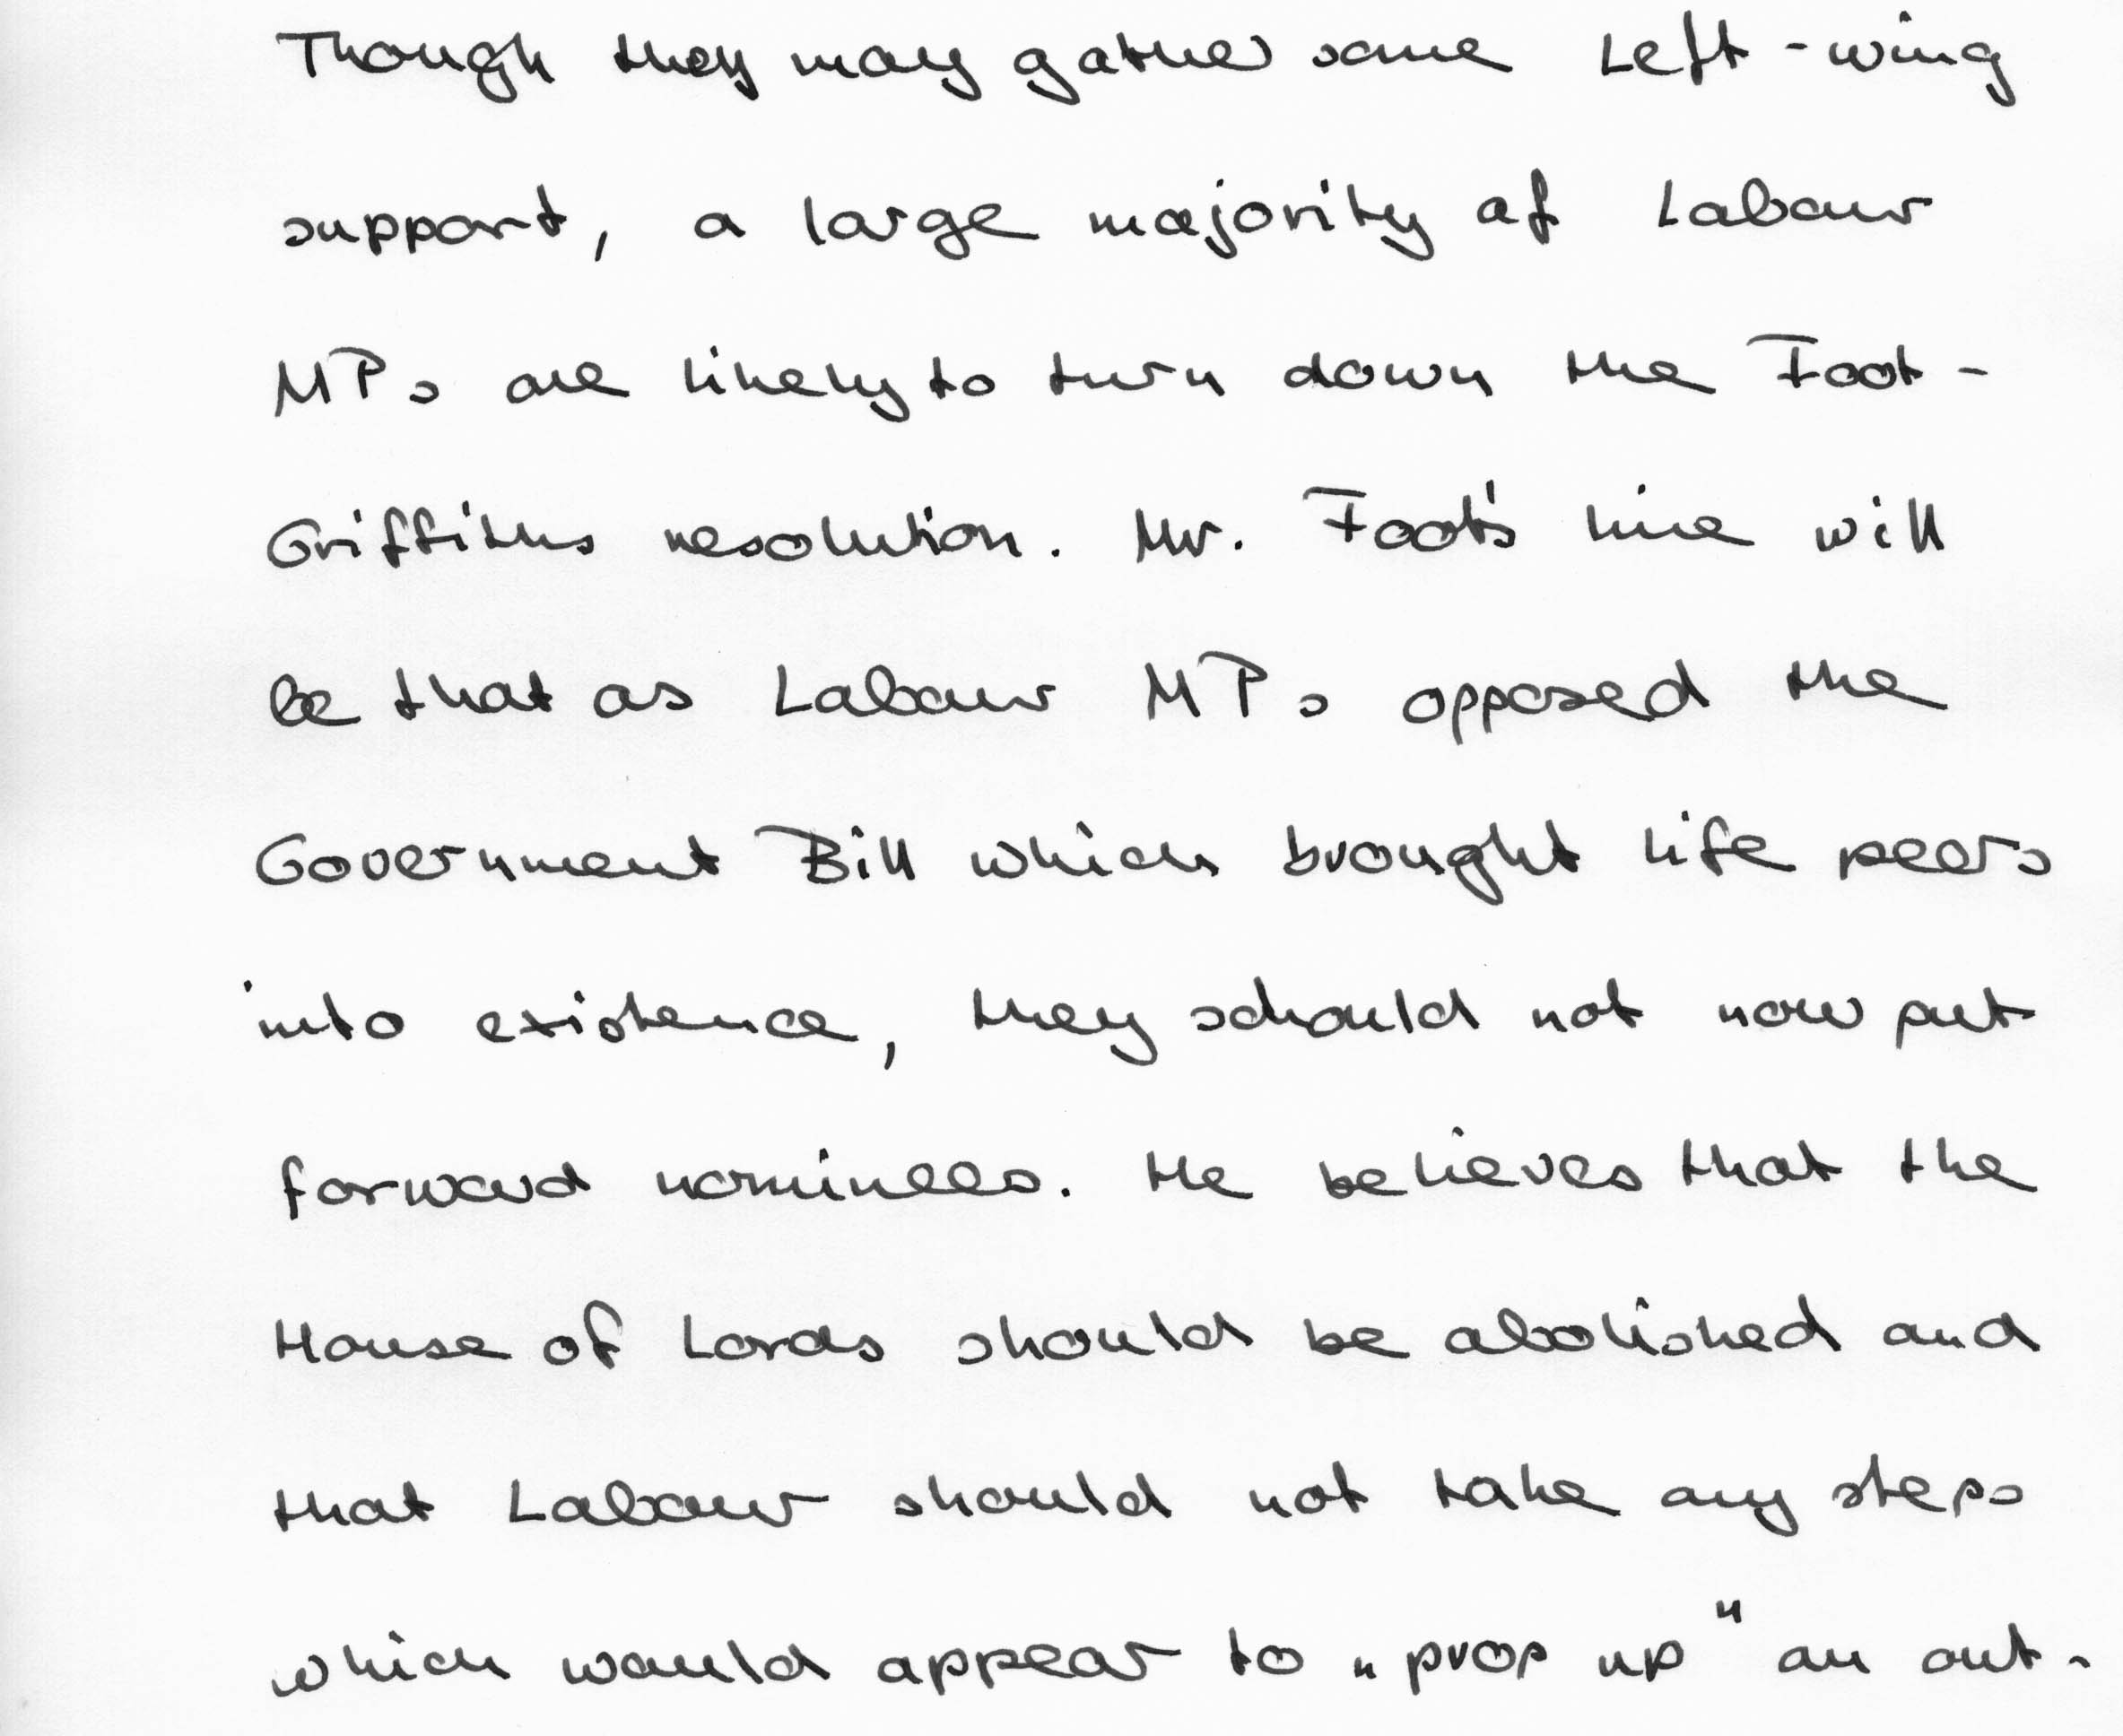 Though they may gather some Left-wing
support, a large majority of Labour
MPs are likely to turn down the Foot-
Griffiths resolution. Mr. Foot's line will
be that as Labour MPs opposed the
Government Bill which brought life peers
into existence, they schould not now put
forward nominees. He believes that the
House of Lords should be abolished and
that Labour should not take any steps
which would appear to „prop up" an out-